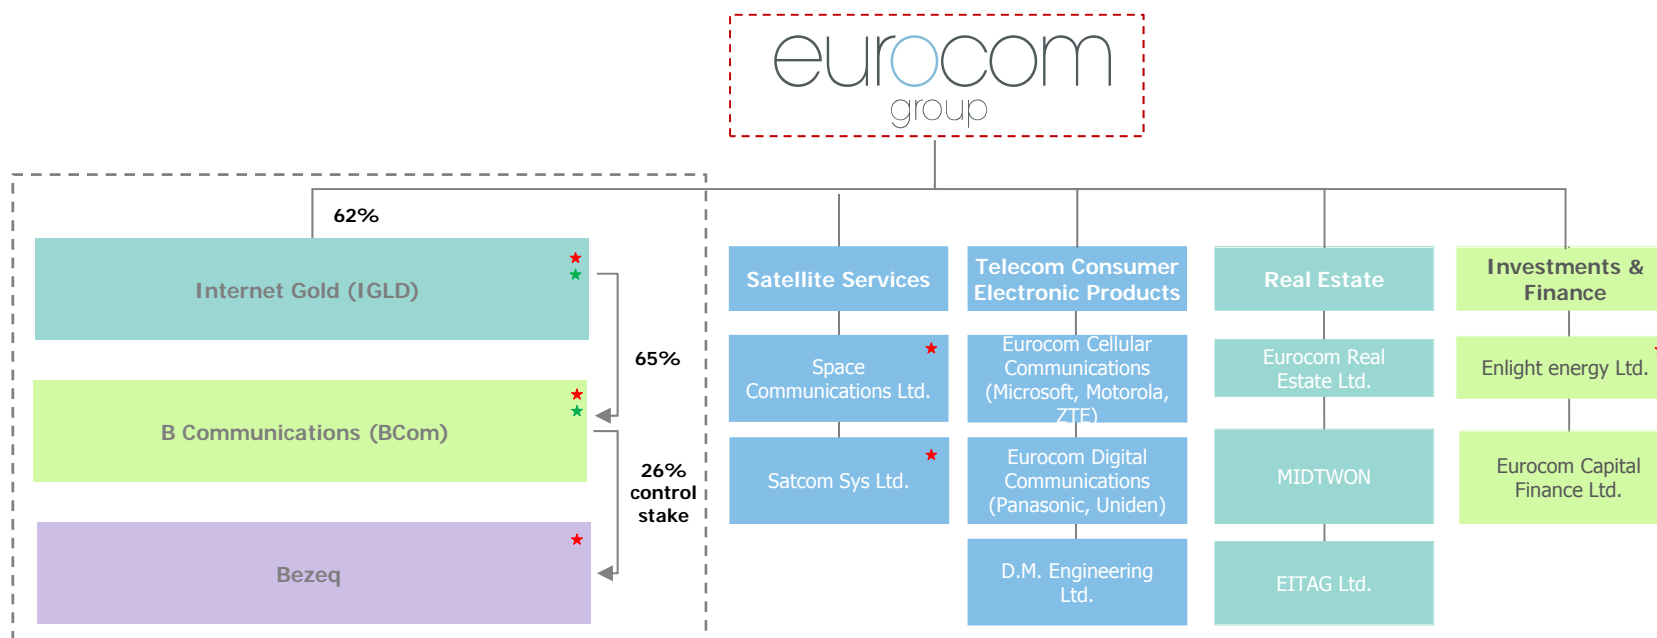 eurocom
group
62%
Internet Gold (IGLD)
65%
B Communications (BCom)
26%
control
stake
Bezeq
Satellite Services
Space
Communications Ltd.
Satcom Sys Ltd.
Telecom Consumer
Electronic Products
Eurocom Cellular
Communications
(Microsoft, Motorola,
ZTE)
Eurocom Digital
Communications
(Panasonic, Uniden)
D.M. Engineering
Ltd.
Real Estate
Eurocom Real
Estate Ltd.
MIDTWON
EITAG Ltd.
Investments &
Finance
Enlight energy Ltd.
Eurocom Capital
Finance Ltd.